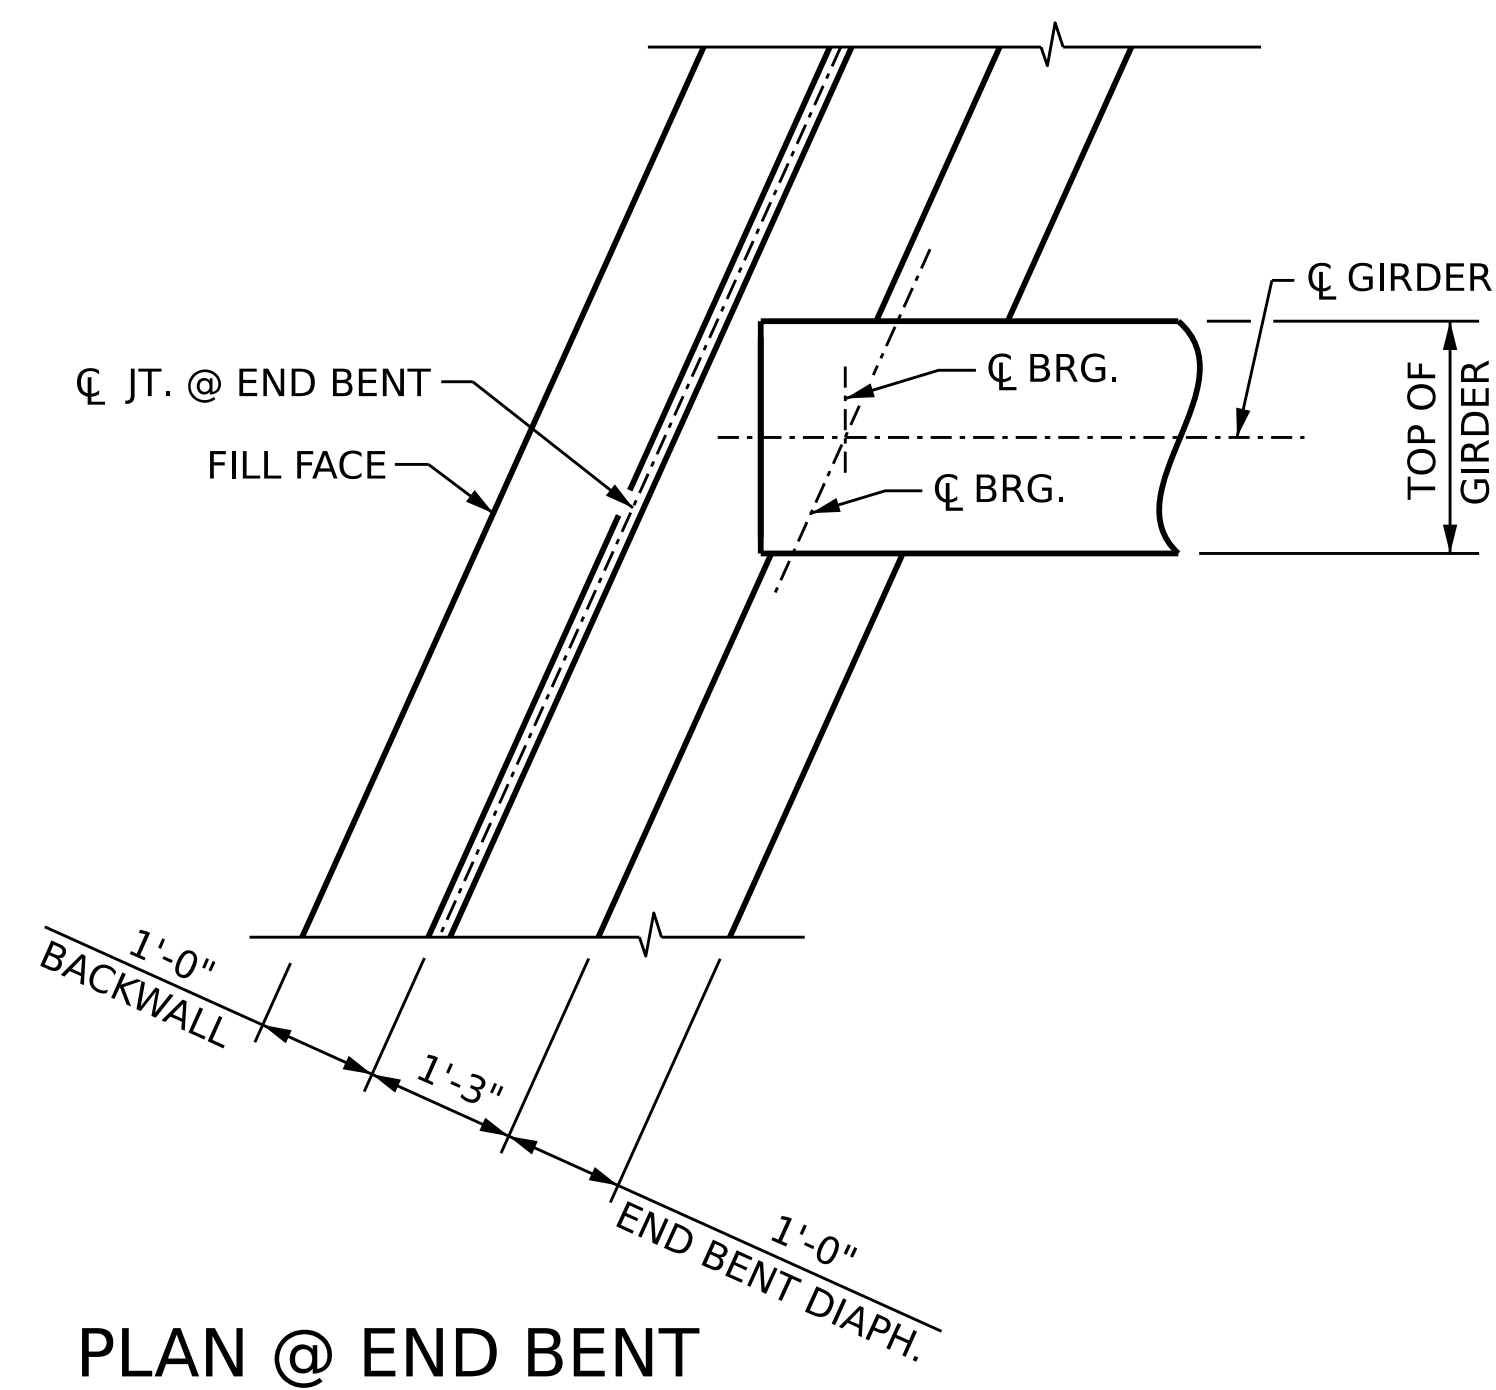 ℄ GIRDER
℄ BRG.
℄ JT. @ END BENT
TOP OF
GIRDER
FILL FACE
℄ BRG.
1'-0"
BACKWALL
1'-3"
1'-0"
END BENT DIAPH.
PLAN @ END BENT